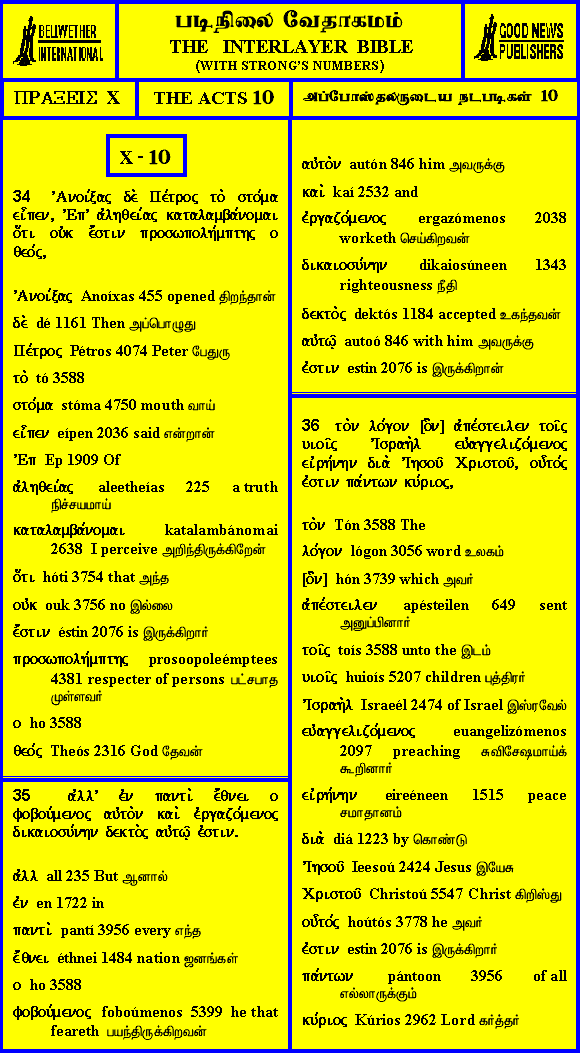 BELLWETHER
INTERNATIONAL
படிநிலை வேதாகமம்
THE INTERLAYER BIBLE
(WITH STRONG'S NUMBERS)
GOOD NEWS
PUBLISHERS
ΠΡΑΞΕΙΣ X
THE ACTS 10
அப்போஸ்தலருடைய நடபடிகள் 10
X - 10
34 Ἀνοίξας δὲ Πέτρος τὸ στόμα
εἶπεν, Ἐπ' ἀληθείας καταλαμβάνομαι
ὅτι οὐκ ἔστιν προσωπολήμπτης ο
θεός,
Ἀνοίξας Anoíxas 455 opened திறந்தான்
δὲ dé 1161 Then அப்பொழுது
Πέτρος Pétros 4074 Peter பேதுரு
τὸ tó 3588
στόμα stóma 4750 mouth வாய்
εἶπεν eípen 2036 said என்றான்
Ἐπ Ep 1909 Of
ἀληθείας aleetheías 225 a truth
நிச்சயமாய்
καταλαμβάνομαι katalambánomai
2638 I perceive அறிந்திருக்கிறேன்
ὅτι hóti 3754 that அந்த
οὐκ ouk 3756 no இல்லை
ἔστιν éstin 2076 is இருக்கிறார்
προσωπολήμπτης prosoopoleémptees
4381 respecter of persons பட்சபாத
முள்ளவர்
ο ho 3588
θεός Theós 2316 God தேவன்
35 ἀλλ' ἐν παντὶ ἔθνει ο
φοβούμενος αὐτὸν καὶ ἐργαζόμενος
δικαιοσύνην δεκτὸς αὐτῷ ἐστιν.
ἀλλ all 235 But ஆனால்
ἐν en 1722 in
παντὶ pantí 3956 every எந்த
ἔθνει éthnei 1484 nation ஜனங்கள்
ο ho 3588
φοβούμενος foboúmenos 5399 he that
feareth பயந்திருக்கிறவன்
αὐτὸν autón 846 him அவருக்கு
καὶ kaí 2532 and
ἐργαζόμενος ergazómenos 2038
worketh செய்கிறவன்
δικαιοσύνην dikaiosúneen 1343
righteousness நீதி
δεκτὸς dektós 1184 accepted உகந்தவன்
αὐτῷ autoó 846 with him அவருக்கு
ἐστιν estin 2076 is இருக்கிறான்
36 τὸν λόγον [ὃν] ἀπέστειλεν τοῖς
υιοῖς Ἰσραὴλ εὐαγγελιζόμενος
εἰρήνην διὰ Ἰησοῦ Χριστοῦ, οὗτός
ἐστιν πάντων κύριος,
τὸν Tón 3588 The
λόγον lógon 3056 word உலகம்
[ὃν] hón 3739 which அவர்
ἀπέστειλεν apésteilen 649 sent
அனுப்பினார்
τοῖς toís 3588 unto the இடம்
υιοῖς huioís 5207 children புத்திரர்
Ἰσραὴλ Israeél 2474 of Israel இஸ்ரவேல்
εὐαγγελιζόμενος euangelizómenos
2097 preaching சுவிசேஷமாய்க்
கூறினார்
εἰρήνην eireéneen 1515 peace
சமாதானம்
διὰ diá 1223 by கொண்டு
Ἰησοῦ Ieesoú 2424 Jesus இயேசு
Χριστοῦ Christoú 5547 Christ கிறிஸ்து
οὗτός hoútós 3778 he அவர்
ἐστιν estin 2076 is இருக்கிறார்
πάντων pántoon 3956 of all
எல்லாருக்கும்
κύριος Kúrios 2962 Lord கர்த்தர்